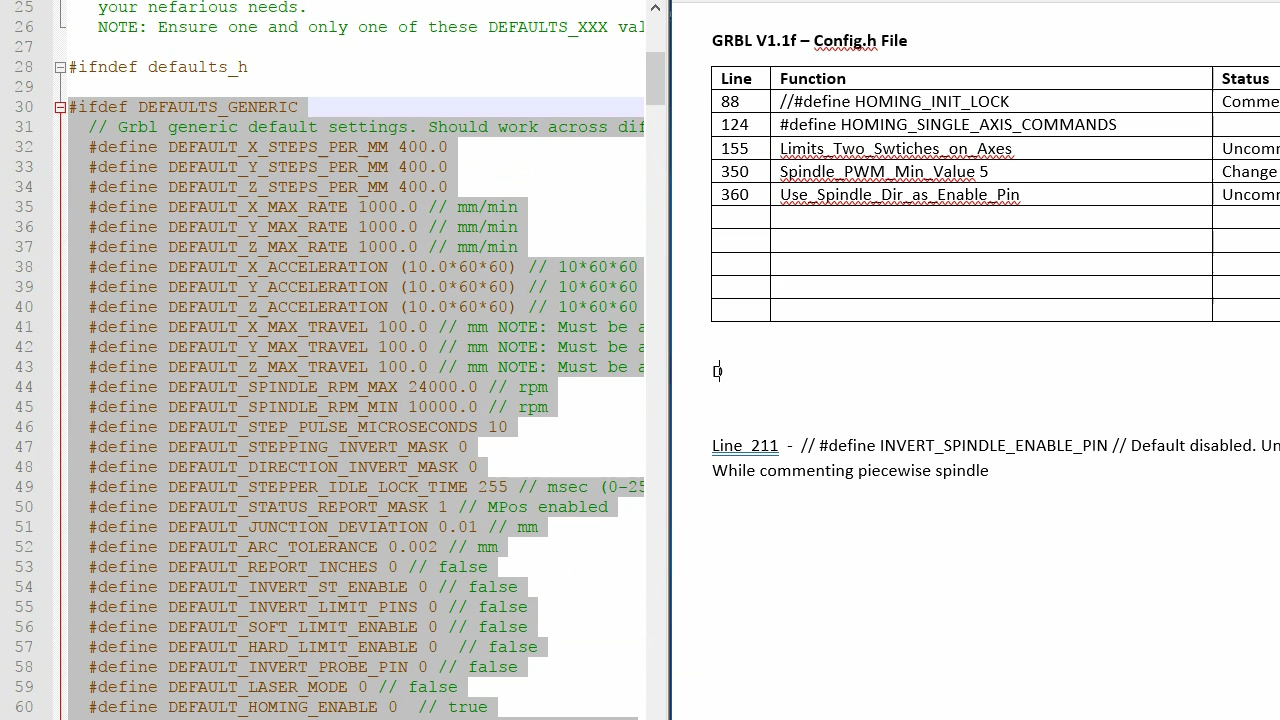 25 your nefarious needs.
26 NOTE: Ensure one and only one of these DEFAULTS_XXX val
27
28 #ifndef defaults_h
29
30 #ifdef DEFAULTS_GENERIC
31 // Grbl generic default settings. Should work across dif
32 #define DEFAULT_X_STEPS_PER_MM 400.0
33 #define DEFAULT_Y_STEPS_PER_MM 400.0
34 #define DEFAULT_Z_STEPS_PER_MM 400.0
35 #define DEFAULT_X_MAX_RATE 1000.0 // mm/min
36 #define DEFAULT_Y_MAX_RATE 1000.0 // mm/min
37 #define DEFAULT_Z_MAX_RATE 1000.0 // mm/min
38 #define DEFAULT_X_ACCELERATION (10.0*60*60) // 10*60*60
39 #define DEFAULT_Y_ACCELERATION (10.0*60*60) // 10*60*60
40 #define DEFAULT_Z_ACCELERATION (10.0*60*60) // 10*60*60
41 #define DEFAULT_X_MAX_TRAVEL 100.0 // mm NOTE: Must be a
42 #define DEFAULT_Y_MAX_TRAVEL 100.0 // mm NOTE: Must be a
43 #define DEFAULT_Z_MAX_TRAVEL 100.0 // mm NOTE: Must be a
44 #define DEFAULT_SPINDLE_RPM_MAX 24000.0 // rpm
45 #define DEFAULT_SPINDLE_RPM_MIN 10000.0 // rpm
46 #define DEFAULT_STEP_PULSE_MICROSECONDS 10
47 #define DEFAULT_STEPPING_INVERT_MASK 0
48 #define DEFAULT_DIRECTION_INVERT_MASK 0
49 #define DEFAULT_STEPPER_IDLE_LOCK_TIME 255 // msec (0-25
50 #define DEFAULT_STATUS_REPORT_MASK 1 // MPos enabled
51 #define DEFAULT_JUNCTION_DEVIATION 0.01 // mm
52 #define DEFAULT_ARC_TOLERANCE 0.002 // mm
53 #define DEFAULT_REPORT_INCHES 0 // false
54 #define DEFAULT_INVERT_ST_ENABLE 0 // false
55 #define DEFAULT_INVERT_LIMIT_PINS 0 // false
56 #define DEFAULT_SOFT_LIMIT_ENABLE 0 // false
57 #define DEFAULT_HARD_LIMIT_ENABLE 0  // false
58 #define DEFAULT_INVERT_PROBE_PIN 0 // false
59 #define DEFAULT_LASER_MODE 0 // false
60 #define DEFAULT_HOMING_ENABLE 0  // true
GRBL V1.1f – Config.h File
Line Function Status
88 //#define HOMING_INIT_LOCK Comme
124 #define HOMING_SINGLE_AXIS_COMMANDS
155 Limits_Two_Swtiches_on_Axes Uncomm
350 Spindle_PWM_Min_Value 5 Change
360 Use_Spindle_Dir_as_Enable_Pin Uncomm
D
Line 211 - // #define INVERT_SPINDLE_ENABLE_PIN // Default disabled. Un
While commenting piecewise spindle